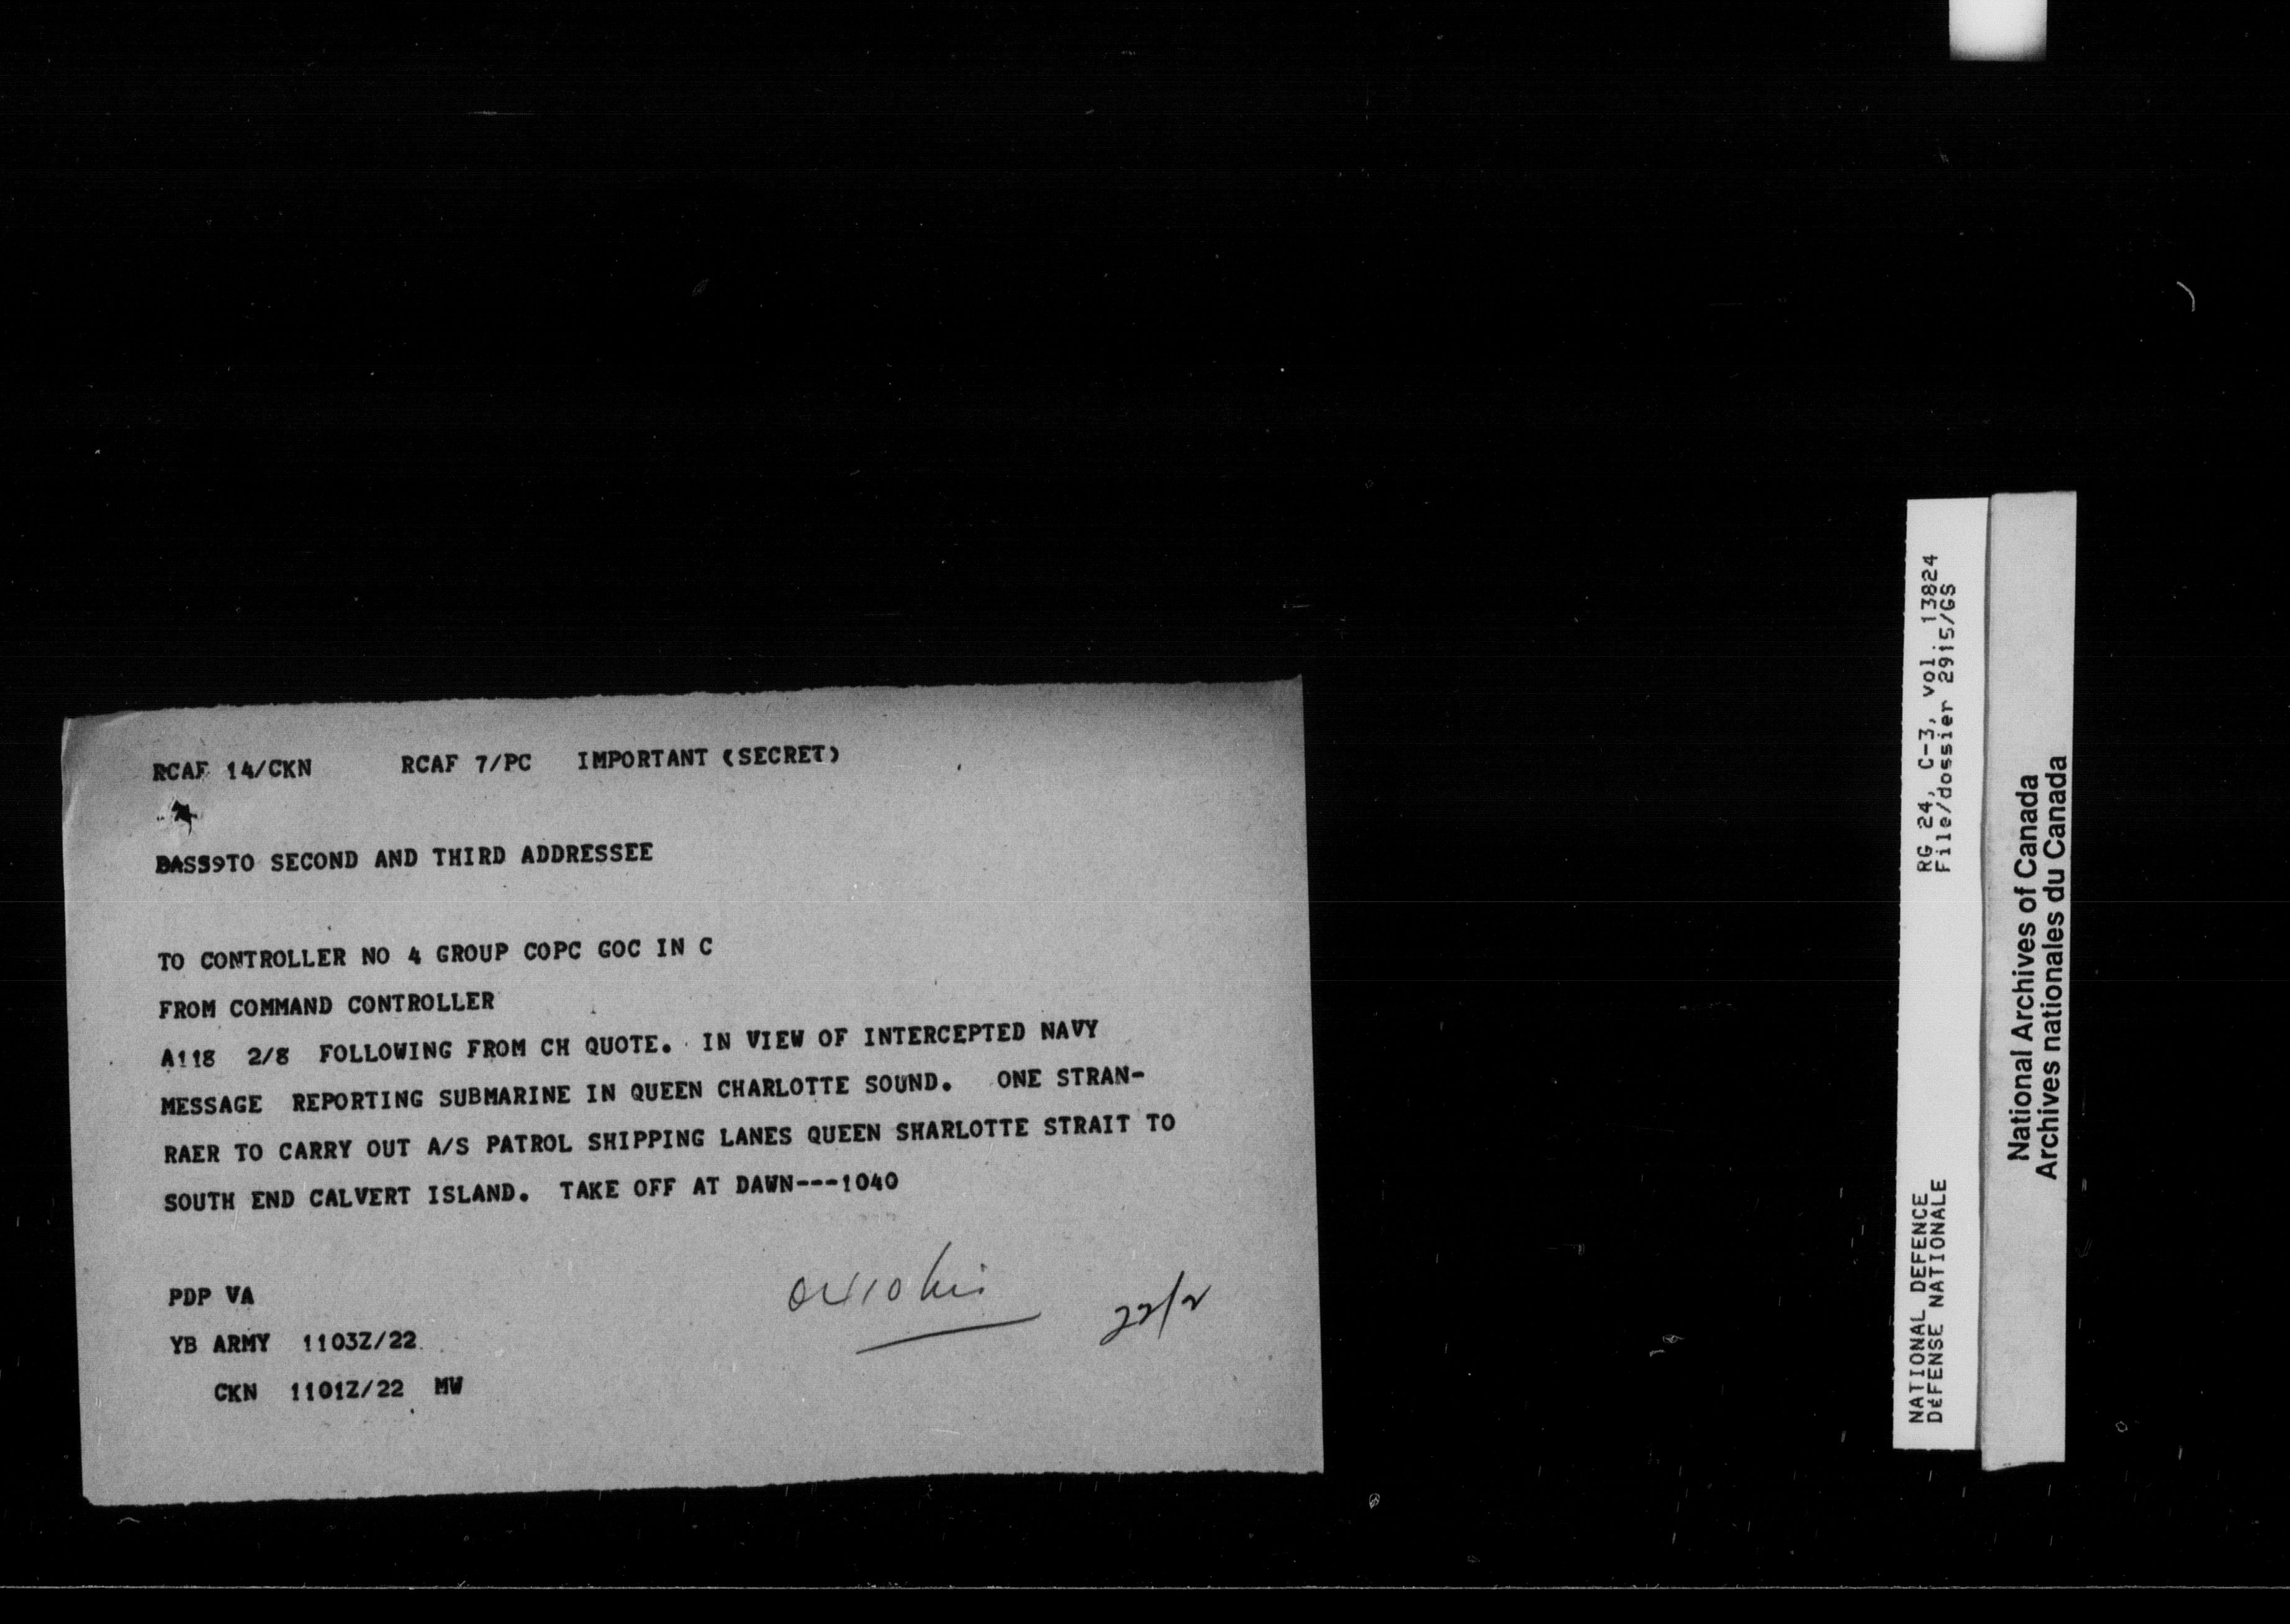 RCAF 14/CKN RCAF 7/PC IMPORTANT (SECRET)
BASS9TO SECOND AND THIRD ADDRESSEE
TO CONTROLLER NO 4 GROUP COPC GOC IN C
FROM COMMAND CONTROLLER
A118 2/8 FOLLOWING FROM CH QUOTE. IN VIEW OF INTERCEPTED NAVY
MESSAGE REPORTING SUBMARINE IN QUEEN CHARLOTTE SOUND. ONE STRAN-
RAER TO CARRY OUT A/S PATROL SHIPPING LANES QUEEN SHARLOTTE STRAIT TO
SOUTH END CALVERT ISLAND. TAKE OFF AT DAWN---1040
PDP VA
YB ARMY 1103Z/22
CKN 1101Z/22 MW
0410 hrs
22/2
RG 24, C-3, vol. 13824
File/dossier 2915/GS
NATIONAL DEFENCE
DÉFENSE NATIONALE
National Archives of Canada
Archives nationales du Canada